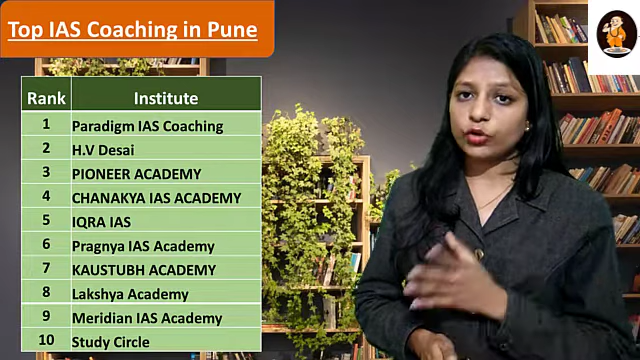 Top IAS Coaching in Pune
Rank Institute
1 Paradigm IAS Coaching
2 H.V Desai
3 PIONEER ACADEMY
4 CHANAKYA IAS ACADEMY
5 IQRA IAS
6 Pragnya IAS Academy
7 KAUSTUBH ACADEMY
8 Lakshya Academy
9 Meridian IAS Academy
10 Study Circle